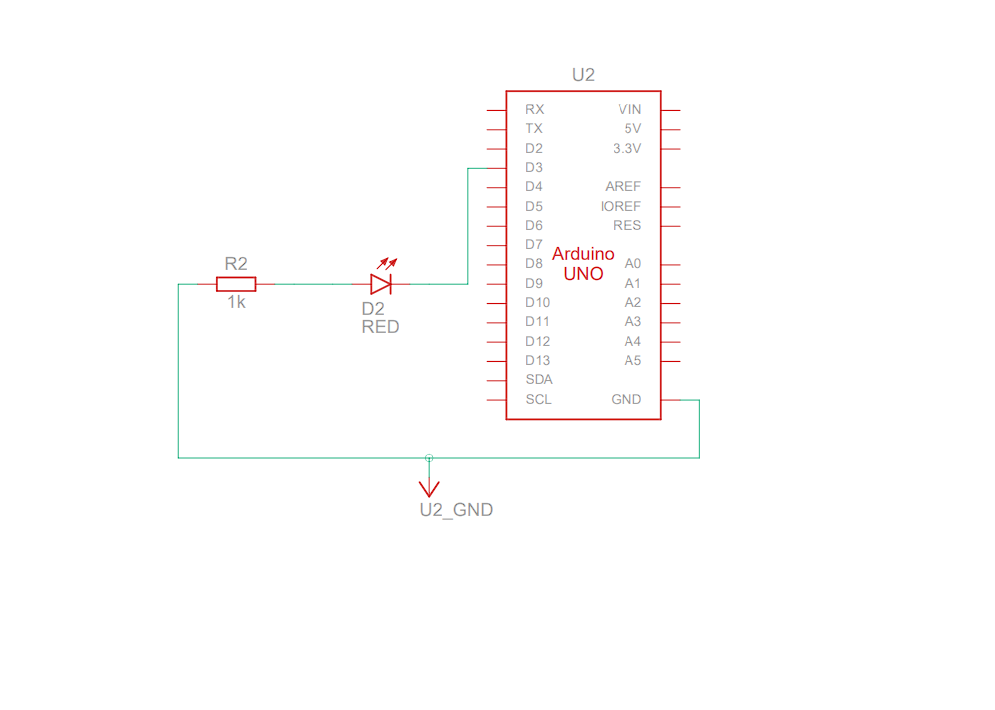 U2
RX VIN
TX 5V
D2 3.3V
D3
D4 AREF
D5 IOREF
D6 RES
D7
Arduino
UNO
D8 A0
D9 A1
D10 A2
D11 A3
D12 A4
D13 A5
SDA
SCL GND
R2
1k
D2
RED
U2_GND